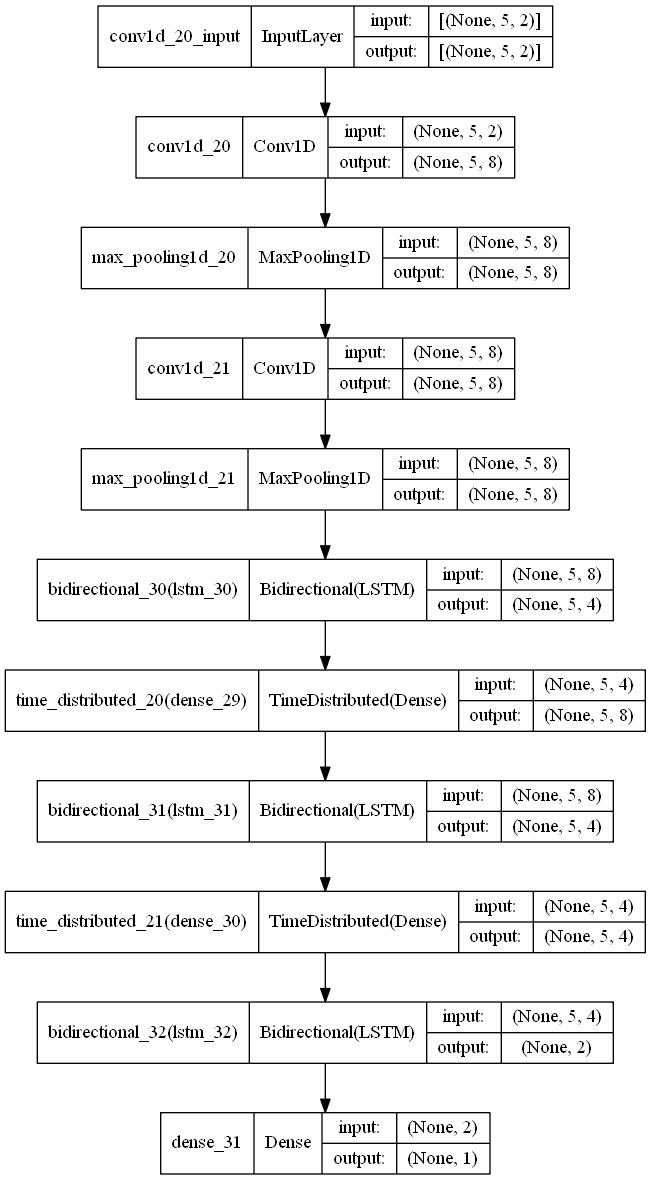 conv1d_20_input InputLayer input: [(None, 5, 2)]
output: [(None, 5, 2)]
conv1d_20 Conv1D input: (None, 5, 2)
output: (None, 5, 8)
max_pooling1d_20 MaxPooling1D input: (None, 5, 8)
output: (None, 5, 8)
conv1d_21 Conv1D input: (None, 5, 8)
output: (None, 5, 8)
max_pooling1d_21 MaxPooling1D input: (None, 5, 8)
output: (None, 5, 8)
bidirectional_30(lstm_30) Bidirectional(LSTM) input: (None, 5, 8)
output: (None, 5, 4)
time_distributed_20(dense_29) TimeDistributed(Dense) input: (None, 5, 4)
output: (None, 5, 8)
bidirectional_31(lstm_31) Bidirectional(LSTM) input: (None, 5, 8)
output: (None, 5, 4)
time_distributed_21(dense_30) TimeDistributed(Dense) input: (None, 5, 4)
output: (None, 5, 4)
bidirectional_32(lstm_32) Bidirectional(LSTM) input: (None, 5, 4)
output: (None, 2)
dense_31 Dense input: (None, 2)
output: (None, 1)